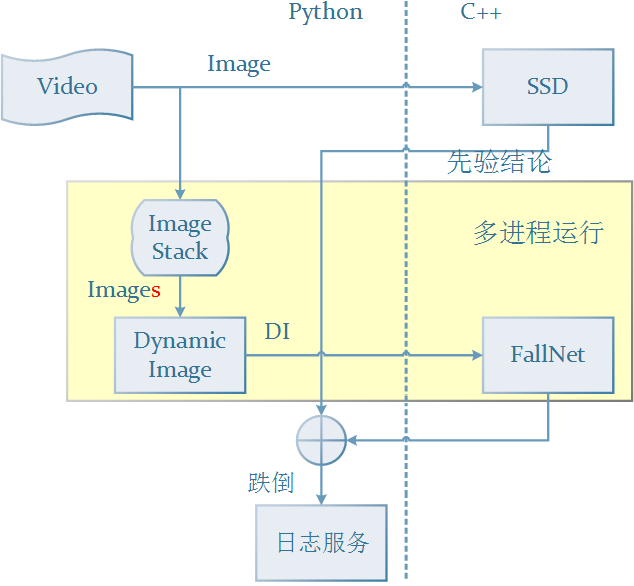 Python
C++
Video
Image
SSD
先验结论
Image
Stack
多进程运行
Images
Dynamic
Image
DI
FallNet
跌倒
日志服务